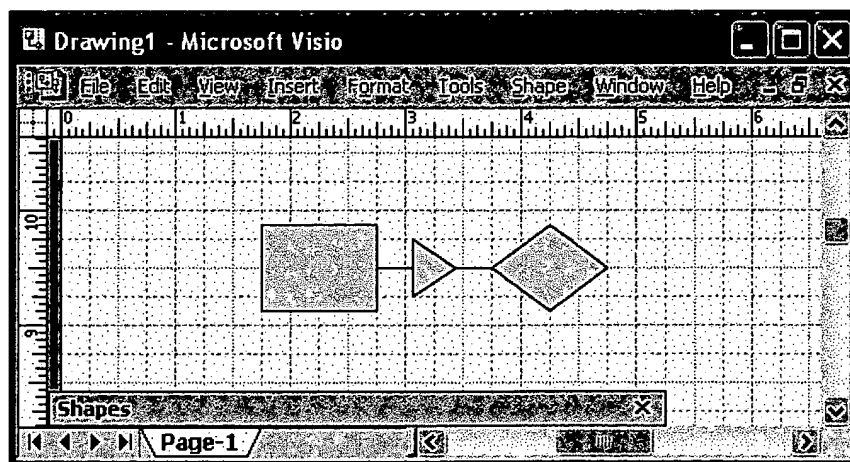 Drawing1 - Microsoft Visio
File Edit View Insert Format Tools Shape Window Help
0 1 2 3 4 5 6
10
9
Shapes
Page-1